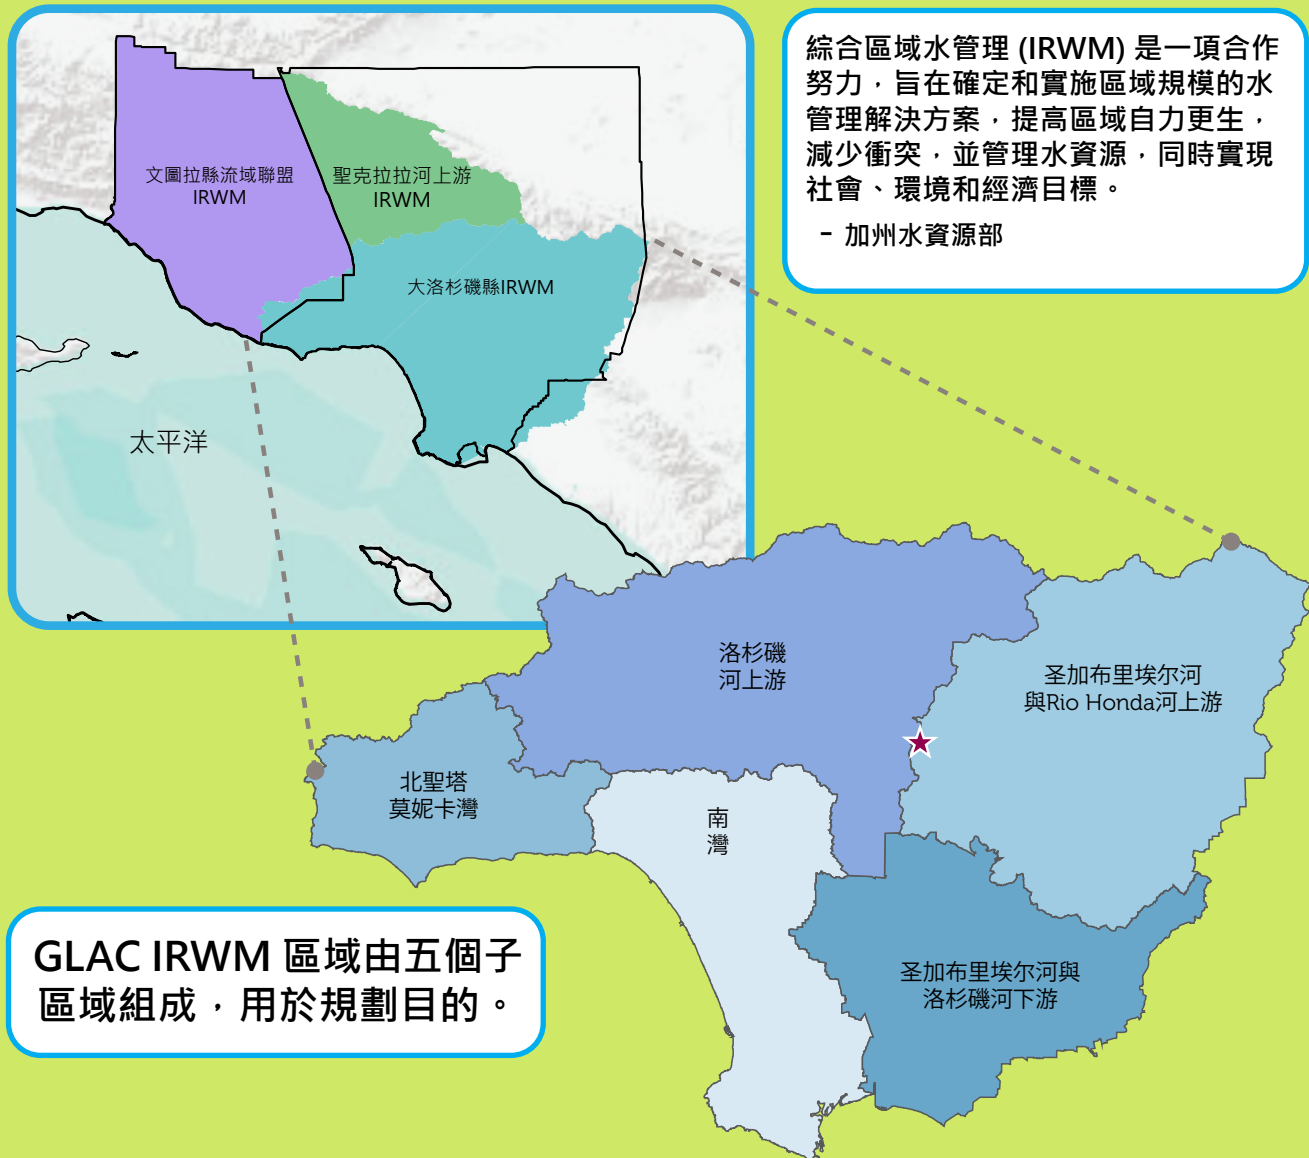 綜合區域水管理 (IRWM) 是一項合作
努力，旨在確定和實施區域規模的水
管理解決方案，提高區域自力更生，
減少衝突，並管理水資源，同時實現
社會、環境和經濟目標。
- 加州水資源部
文圖拉縣流域聯盟
IRWM
聖克拉拉河上游
IRWM
大洛杉磯縣IRWM
太平洋
洛杉磯
河上游
圣加布里埃尔河
與Rio Honda河上游
北聖塔
莫妮卡灣
南
灣
圣加布里埃尔河與
洛杉磯河下游
GLAC IRWM 區域由五個子
區域組成，用於規劃目的。